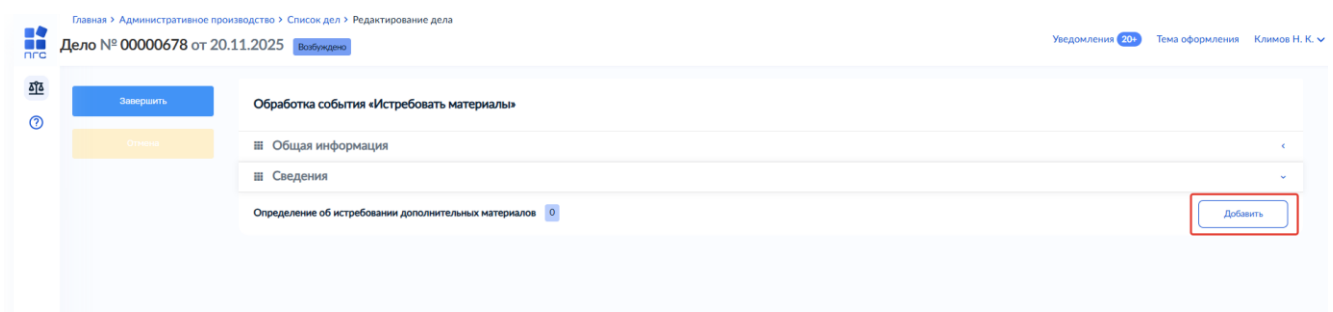 Главная > Административное производство > Список дел > Редактирование дела
пгс
Дело № 00000678 от 20.11.2025 Возбуждено
Уведомления 20+ Тема оформления Климов Н. К.
Завершить
Обработка события «Истребовать материалы»
Отмена
Общая информация
Сведения
Определение об истребовании дополнительных материалов 0
Добавить